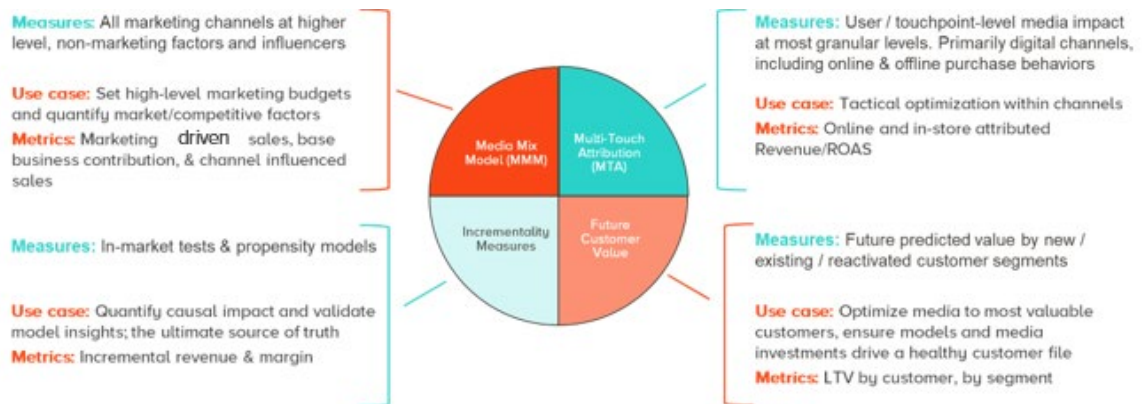 Measures: All marketing channels at higher
level, non-marketing factors and influencers
Use case: Set high-level marketing budgets
and quantify market/competitive factors
Metrics: Marketing driven sales, base
business contribution, & channel influenced
sales
Measures: In-market tests & propensity models
Use case: Quantify causal impact and validate
model insights; the ultimate source of truth
Metrics: Incremental revenue & margin
Media Mix
Model (MMM)
Multi-Touch
Attribution
(MTA)
Incrementality
Measures
Future
Customer
Value
Measures: User / touchpoint-level media impact
at most granular levels. Primarily digital channels,
including online & offline purchase behaviors
Use case: Tactical optimization within channels
Metrics: Online and in-store attributed
Revenue/ROAS
Measures: Future predicted value by new /
existing / reactivated customer segments
Use case: Optimize media to most valuable
customers, ensure models and media
investments drive a healthy customer file
Metrics: LTV by customer, by segment